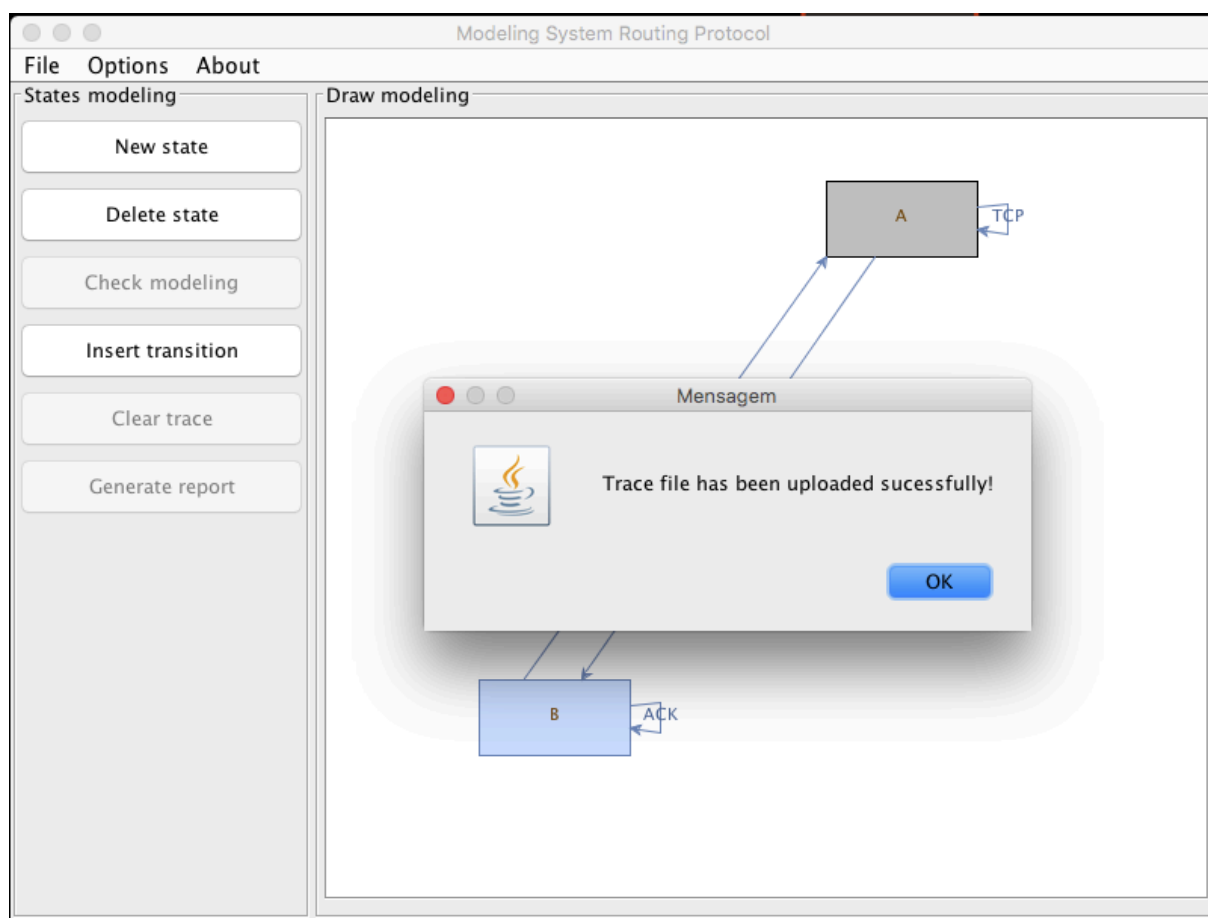 Modeling System Routing Protocol
File Options About
States modeling
Draw modeling
New state
Delete state
Check modeling
Insert transition
Clear trace
Generate report
A
TCP
Mensagem
Trace file has been uploaded sucessfully!
OK
B
ACK